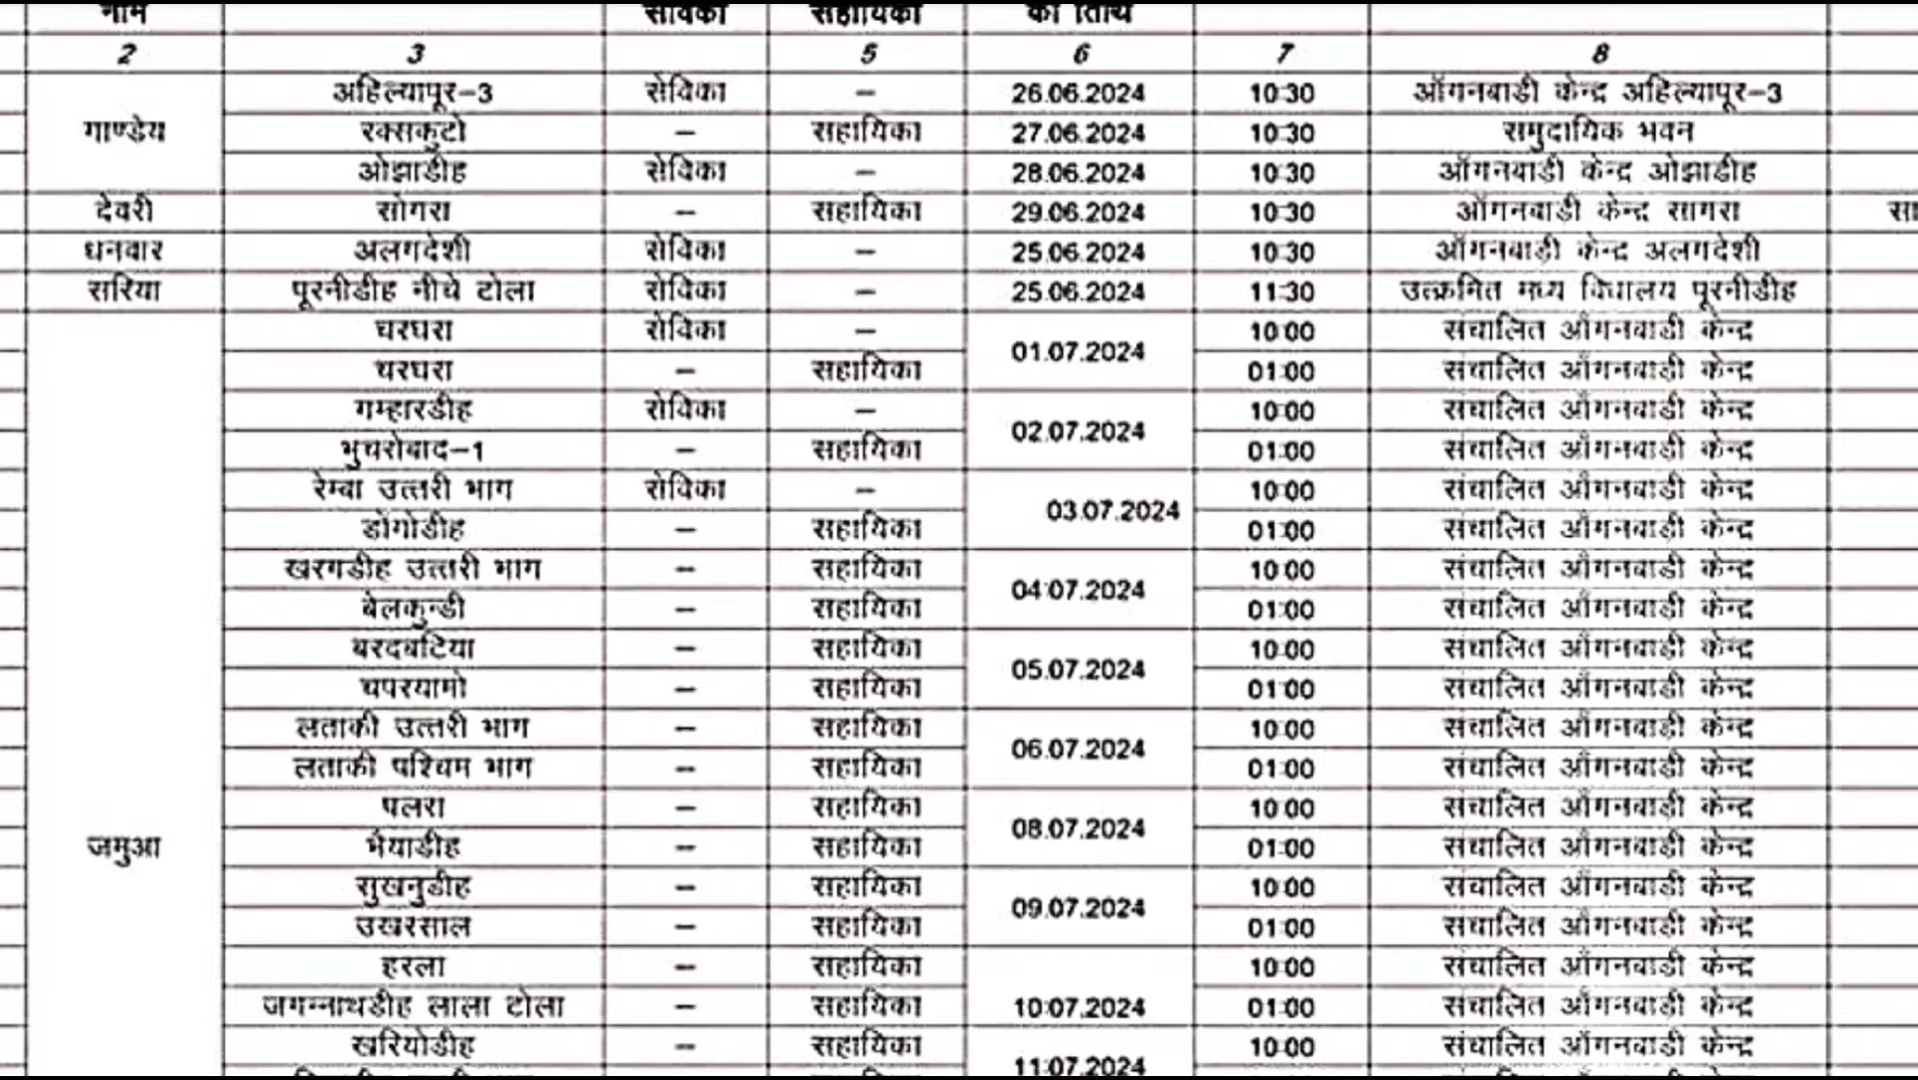 नाम सेविका सहायिका की तिथि
2 3 5 6 7 8
अहिल्यापूर-3 सेविका - 26.06.2024 10:30 ऑगनबाडी केन्द्र अहिल्यापूर-3
गाण्डेय रक्सकुटो - सहायिका 27.06.2024 10:30 समुदायिक भवन
ओझाडीह सेविका - 28.06.2024 10:30 ऑगनबाडी केन्द्र ओझाडीह
देवरी सोगरा - सहायिका 29.06.2024 10:30 ऑगनबाडी केन्द्र सागरा
धनवार अलगदेशी सेविका - 25.06.2024 10:30 ऑगनबाडी केन्द्र अलगदेशी
सरिया पूरनीडीह नीचे टोला सेविका - 25.06.2024 11:30 उत्क्रमित मध्य विद्यालय पूरनीडीह
घरघरा सेविका - 01.07.2024 10:00 संचालित ऑगनबाडी केन्द्र
घरघरा - सहायिका 01:00 संचालित ऑगनबाडी केन्द्र
गम्हारडीह सेविका - 02.07.2024 10:00 संचालित ऑगनबाडी केन्द्र
भुचरोबाद-1 - सहायिका 01:00 संचालित ऑगनबाडी केन्द्र
रेम्बा उत्तरी भाग सेविका - 03.07.2024 10:00 संचालित ऑगनबाडी केन्द्र
डोंगोडीह - सहायिका 01:00 संचालित ऑगनबाडी केन्द्र
खरगडीह उत्तरी भाग - सहायिका 04:07.2024 10:00 संचालित ऑगनबाडी केन्द्र
बेलकुन्डी - सहायिका 01:00 संचालित ऑगनबाडी केन्द्र
बरदबटिया - सहायिका 05.07.2024 10:00 संचालित ऑगनबाडी केन्द्र
चपरयामो - सहायिका 01:00 संचालित ऑगनबाडी केन्द्र
लताकी उत्तरी भाग - सहायिका 06.07.2024 10:00 संचालित ऑगनबाडी केन्द्र
लताकी पश्चिम भाग - सहायिका 01:00 संचालित ऑगनबाडी केन्द्र
पलरा - सहायिका 08.07.2024 10:00 संचालित ऑगनबाडी केन्द्र
जमुआ भैयाडीह - सहायिका 01:00 संचालित ऑगनबाडी केन्द्र
सुखनुडीह - सहायिका 09.07.2024 10:00 संचालित ऑगनबाडी केन्द्र
उखरसाल - सहायिका 01:00 संचालित ऑगनबाडी केन्द्र
हरला - सहायिका 10:00 संचालित ऑगनबाडी केन्द्र
जगन्नाथडीह लाला टोला - सहायिका 10:07.2024 01:00 संचालित ऑगनबाडी केन्द्र
खरियोडीह - सहायिका 11:07.2024 10:00 संचालित ऑगनबाडी केन्द्र